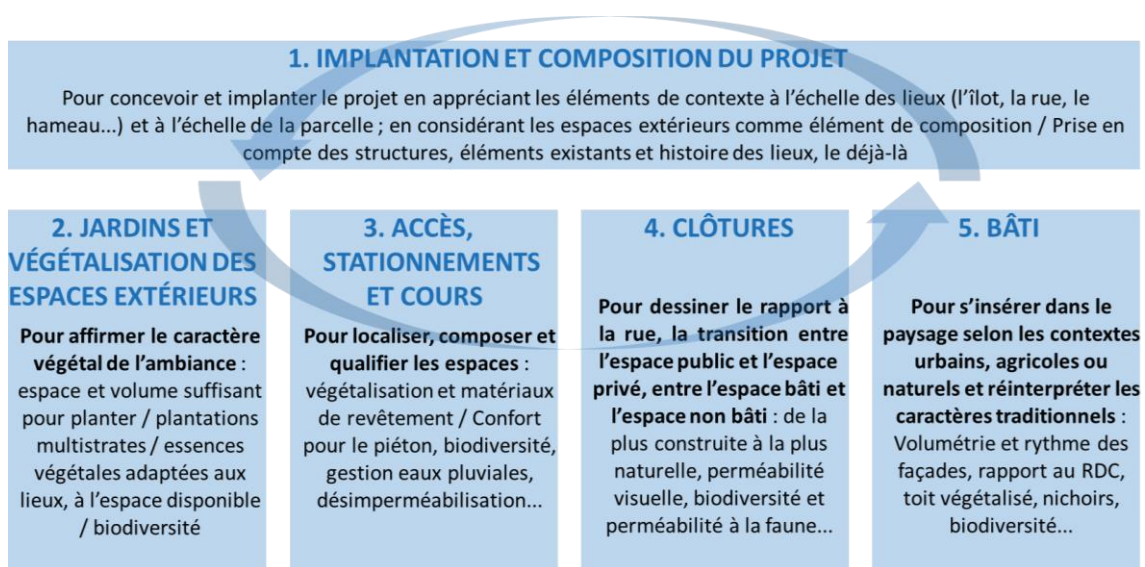 1. IMPLANTATION ET COMPOSITION DU PROJET
Pour concevoir et implanter le projet en appréciant les éléments de contexte à l'échelle des lieux (l'îlot, la rue, le
hameau...) et à l'échelle de la parcelle ; en considérant les espaces extérieurs comme élément de composition / Prise en
compte des structures, éléments existants et histoire des lieux, le déjà-là
2. JARDINS ET
VÉGÉTALISATION DES
ESPACES EXTÉRIEURS
Pour affirmer le caractère
végétal de l'ambiance :
espace et volume suffisant
pour planter / plantations
multistrates / essences
végétales adaptées aux
lieux, à l'espace disponible
/ biodiversité
3. ACCÈS,
STATIONNEMENTS
ET COURS
Pour localiser, composer et
qualifier les espaces :
végétalisation et matériaux
de revêtement / Confort
pour le piéton, biodiversité,
gestion eaux pluviales,
désimperméabilisation...
4. CLÔTURES
Pour dessiner le rapport à
la rue, la transition entre
l'espace public et l'espace
privé, entre l'espace bâti et
l'espace non bâti : de la
plus construite à la plus
naturelle, perméabilité
visuelle, biodiversité et
perméabilité à la faune...
5. BÂTI
Pour s'insérer dans le
paysage selon les contextes
urbains, agricoles ou
naturels et réinterpréter les
caractères traditionnels :
Volumétrie et rythme des
façades, rapport au RDC,
toit végétalisé, nichoirs,
biodiversité...